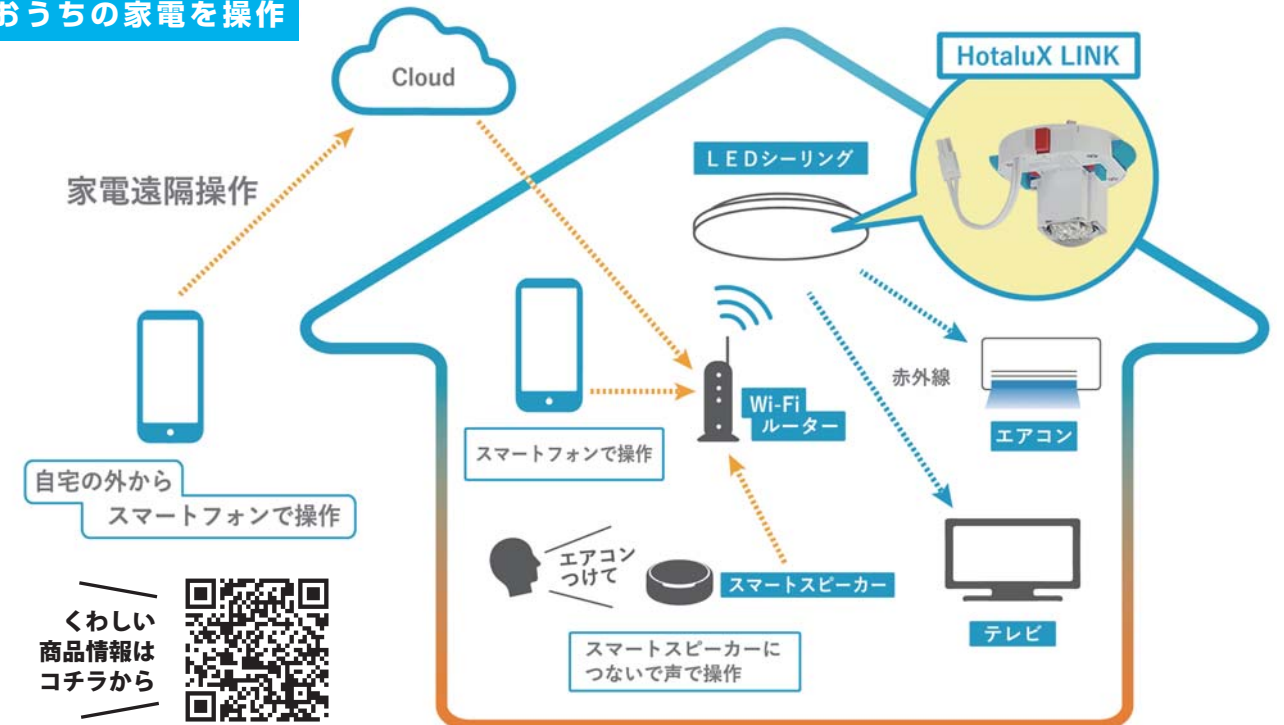 おうちの家電を操作
Cloud
HotaluX LINK
LEDシーリング
家電遠隔操作
赤外線
Wi-Fi
ルーター
エアコン
スマートフォンで操作
自宅の外から
スマートフォンで操作
エアコン
つけて
スマートスピーカー
テレビ
くわしい
商品情報は
コチラから
スマートスピーカーに
つないで声で操作